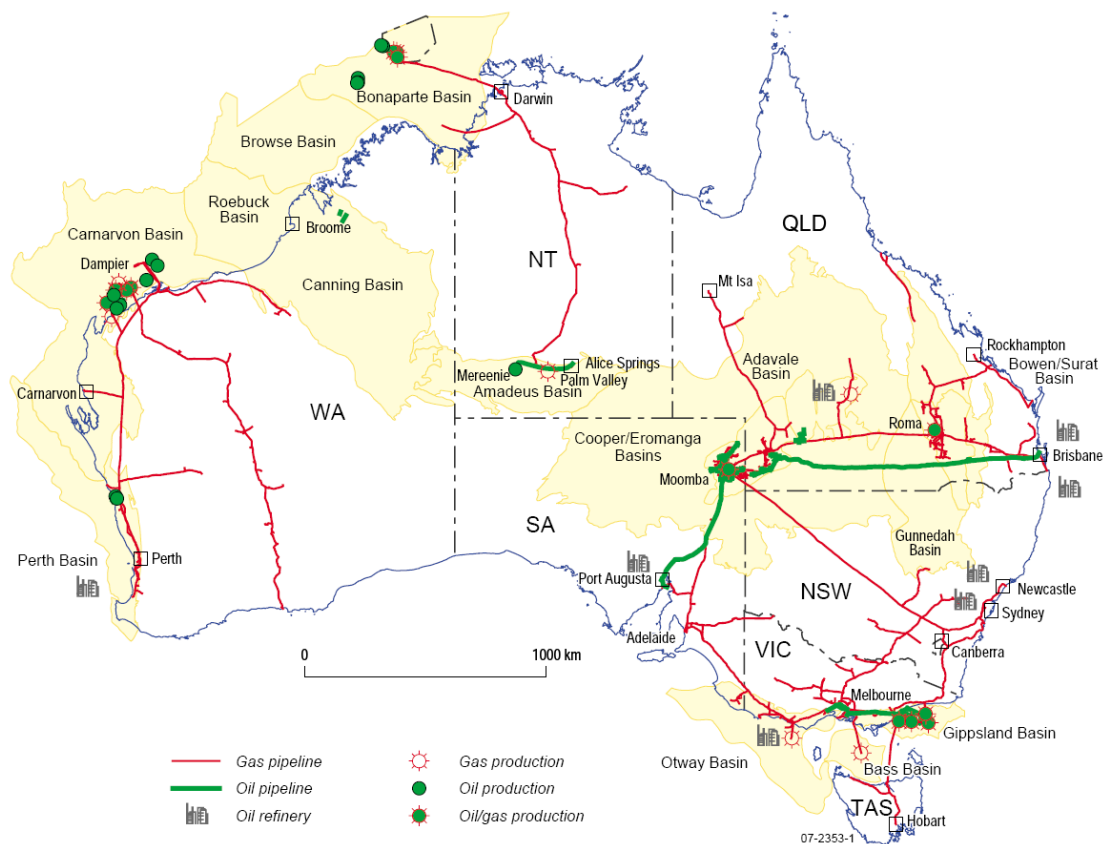 Bonaparte Basin
Darwin
Browse Basin
Roebuck
Basin
Broome
Carnarvon Basin
Dampier
Canning Basin
NT
QLD
Mt Isa
Rockhampton
Bowen/Surat
Basin
Adavale
Basin
Alice Springs
Mereenie
Palm Valley
Amadeus Basin
Carnarvon
WA
Roma
Brisbane
Cooper/Eromanga
Basins
Moomba
SA
Gunnedah
Basin
Perth Basin
Perth
Port Augusta
NSW
Newcastle
Sydney
Adelaide
VIC
Canberra
0
1000 km
Melbourne
Gippsland Basin
Otway Basin
Bass Basin
TAS
Hobart
Gas pipeline
Oil pipeline
Oil refinery
Gas production
Oil production
Oil/gas production
07-2353-1